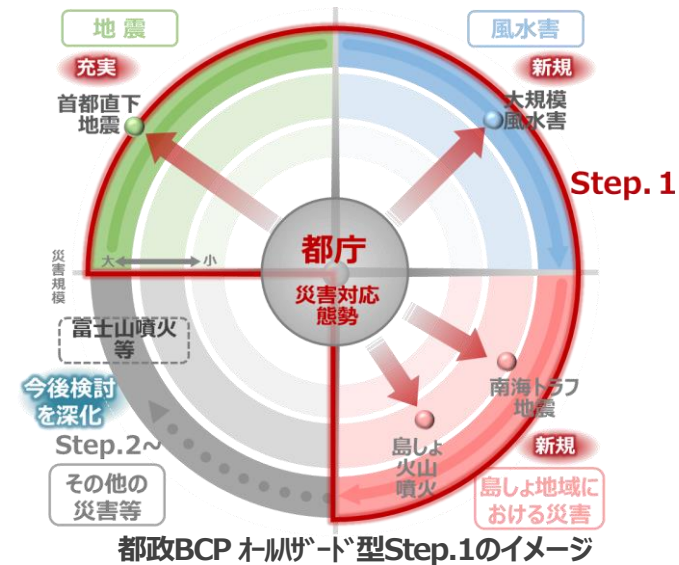 地 震
風水害
充実
新規
首都直下
地震
大規模
風水害
Step. 1
都庁
災害対応
態勢
災害規模
大
小
富士山噴火
等
今後検討
を深化
Step.2~
その他の
災害等
南海トラフ
地震
島しょ
火山
噴火
新規
島しょ地域に
おける災害
都政BCP ｵｰﾙﾊｻﾞｰﾄﾞ型Step.1のイメージ